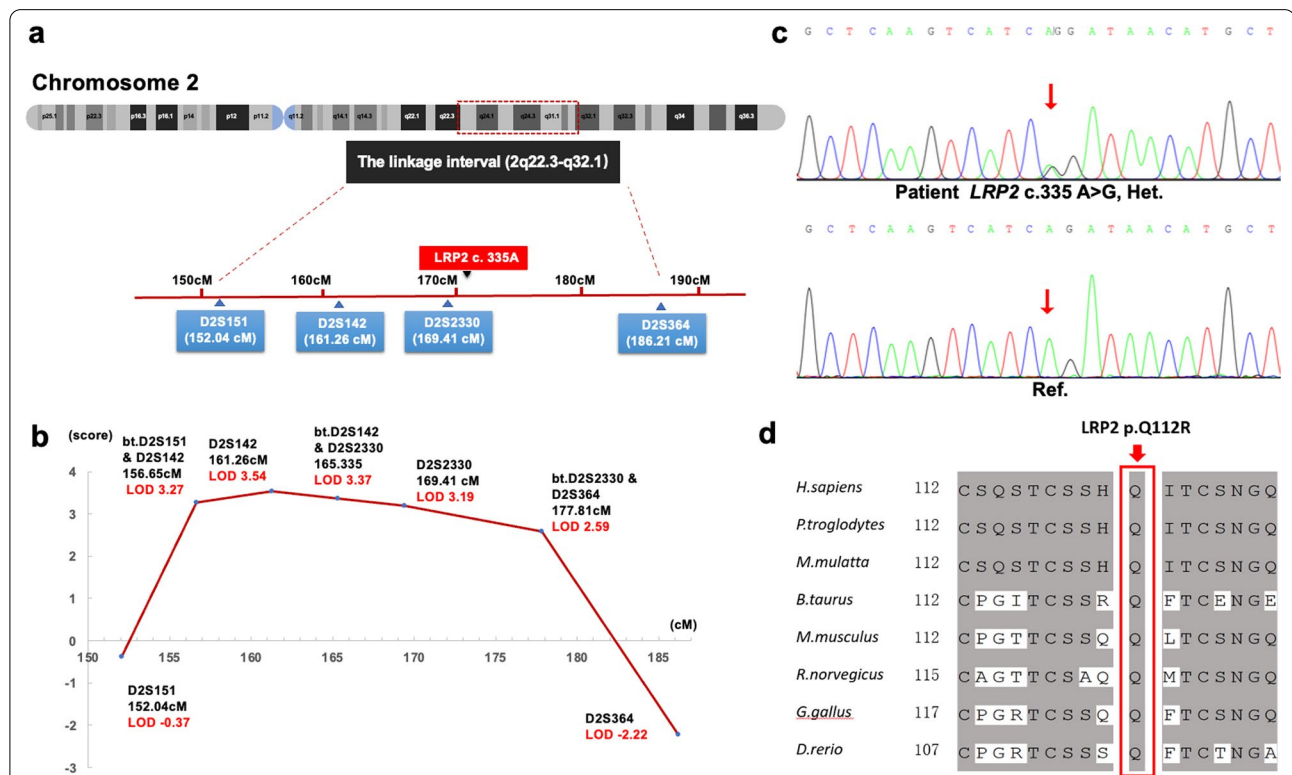 a
Chromosome 2
p25.1 p22.3 p16.3 p16.1 p14 p12 p11.2 q11.2 q14.1 q14.3 q22.1 q22.3 q24.1 q24.3 q31.1 q32.1 q32.3 q34 q36.3
The linkage interval (2q22.3-q32.1)
LRP2 c. 335A
150cM 160cM 170cM 180cM 190cM
D2S151
(152.04 cM)
D2S142
(161.26 cM)
D2S2330
(169.41 cM)
D2S364
(186.21 cM)
b
(score)
bt.D2S151
& D2S142
156.65cM
LOD 3.27
D2S142
161.26cM
LOD 3.54
bt.D2S142
& D2S2330
165.335
LOD 3.37
D2S2330
169.41 cM
LOD 3.19
bt.D2S2330 &
D2S364
177.81cM
LOD 2.59
4
3
2
1
0
-1
-2
-3
(cM)
150 155 160 165 170 175 180 185
D2S151
152.04cM
LOD -0.37
D2S364
LOD -2.22
c
G C T C A A G T C A T C A G G A T A A C A T G C T
Patient LRP2 c.335 A>G, Het.
G C T C A A G T C A T C A G A T A A C A T G C T
Ref.
d
LRP2 p.Q112R
H.sapiens 112 C S Q S T C S S H Q I T C S N G Q
P.troglodytes 112 C S Q S T C S S H Q I T C S N G Q
M.mulatta 112 C S Q S T C S S H Q I T C S N G Q
B.taurus 112 C P G I T C S S R Q F T C E N G E
M.musculus 112 C P G T T C S S Q Q L T C S N G Q
R.norvegicus 115 C A G T T C S A Q Q M T C S N G Q
G.gallus 117 C P G R T C S S Q Q F T C S N G Q
D.rerio 107 C P G R T C S S S Q F T C T N G A